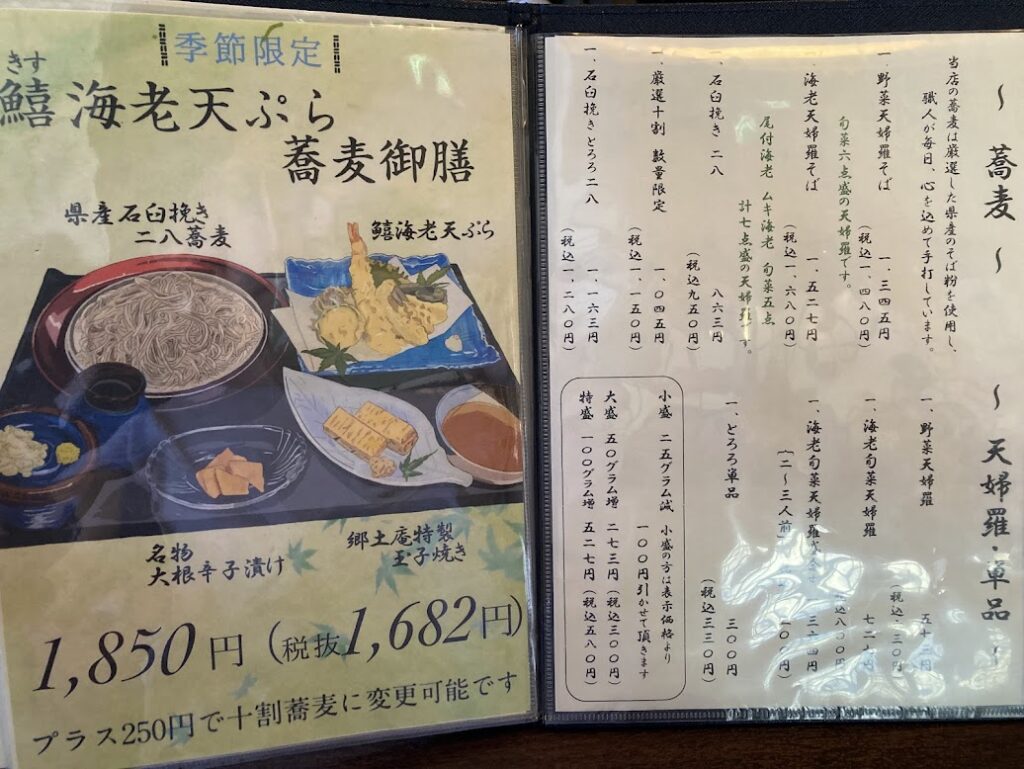 季節限定
きす
鱚海老天ぷら
蕎麦御膳
県産石臼挽き
二八蕎麦
鱚海老天ぷら
名物
大根辛子漬け
郷土庵特製
玉子焼き
1,850円（税抜1,682円）
プラス250円で十割蕎麦に変更可能です
～ 蕎麦 ～
当店の蕎麦は厳選した県産のそば粉を使用し、
職人が毎日、心を込めて手打しています。
一、野菜天婦羅そば 一、三四五円
（税込一、四八〇円）
旬菜六点盛の天婦羅です。
一、海老天婦羅そば 一、五二七円
（税込一、六八〇円）
尾付海老 ムキ海老 旬菜五点
計七点盛の天婦羅です。
一、石臼挽き 二八 八六三円
（税込九五〇円）
一、厳選十割 数量限定 一、〇四五円
（税込一、一五〇円）
一、石臼挽きとろろ二八 一、一六三円
（税込一、二八〇円）
～ 天婦羅・単品 ～
一、野菜天婦羅
一、海老旬菜天婦羅
一、海老旬菜天婦羅
（二～三人前
一、とろろ単品 三〇〇円
（税込三三〇円）
小盛 二五グラム減 小盛の方は表示価格より
一〇〇円引かせて頂きます
大盛 五〇グラム増 二七三円（税込三〇〇円）
特盛 一〇〇グラム増 五二七円（税込五八〇円）